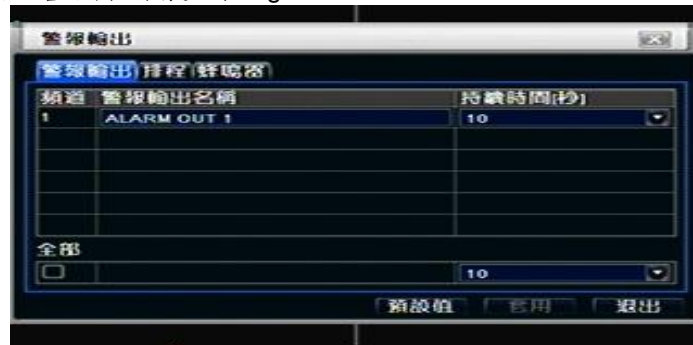 警報輸出
警報輸出 排程 蜂鳴器
頻道 警報輸出名稱 持續時間(秒)
1 ALARM OUT 1 10
全部
10
預設值 套用 退出